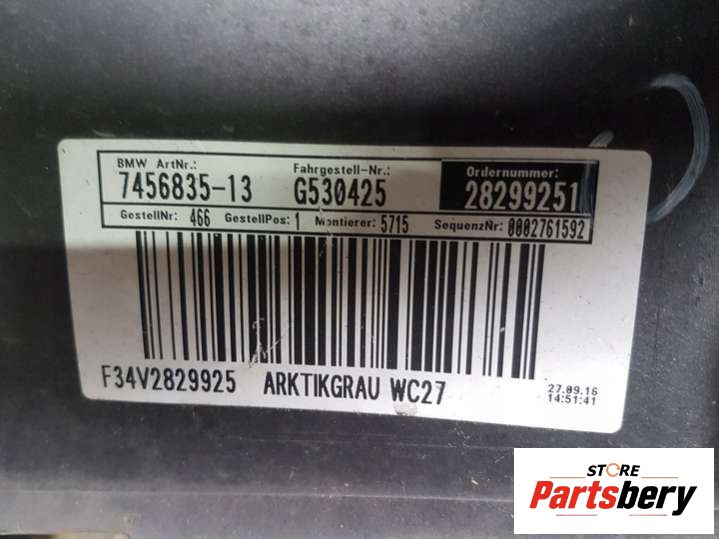 BMW ArtNr.: Fahrgestell-Nr.: Ordernummer:
7456835-13 G530425 28299251
GestellNr: 466 GestellPos: 1 Montierer: 5715 SequenzNr: 0002761592
F34V2829925 ARKTIKGRAU WC27
27.09.16
14:51:41
STORE
Partsbery